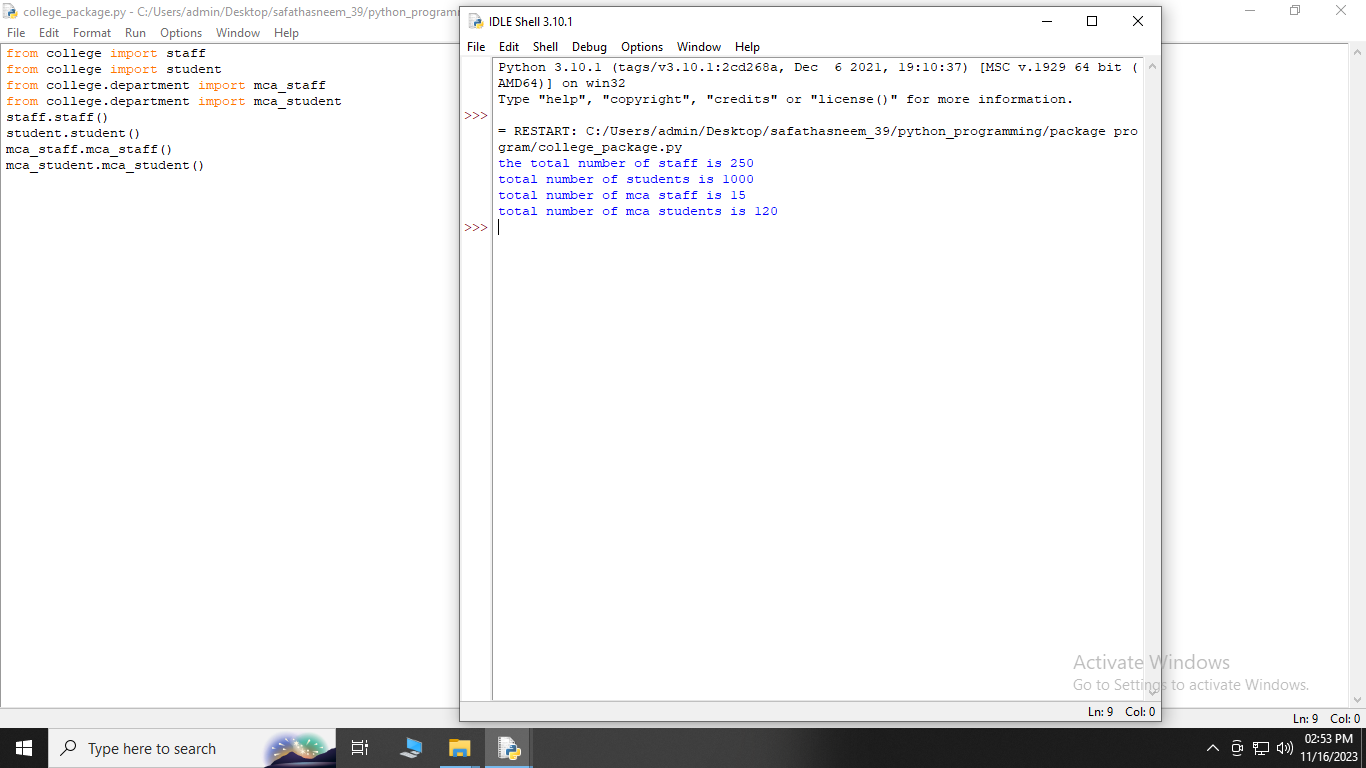 college_package.py - C:/Users/admin/Desktop/safathasneem_39/python_programm
File Edit Format Run Options Window Help
from college import staff
from college import student
from college.department import mca_staff
from college.department import mca_student
staff.staff()
student.student()
mca_staff.mca_staff()
mca_student.mca_student()
IDLE Shell 3.10.1
File Edit Shell Debug Options Window Help
Python 3.10.1 (tags/v3.10.1:2cd268a, Dec  6 2021, 19:10:37) [MSC v.1929 64 bit (
AMD64)] on win32
Type "help", "copyright", "credits" or "license()" for more information.
>>>
= RESTART: C:/Users/admin/Desktop/safathasneem_39/python_programming/package pro
gram/college_package.py
the total number of staff is 250
total number of students is 1000
total number of mca staff is 15
total number of mca students is 120
>>>
Activate Windows
Go to Settings to activate Windows.
Ln: 9 Col: 0
Ln: 9 Col: 0
Type here to search
02:53 PM
11/16/2023